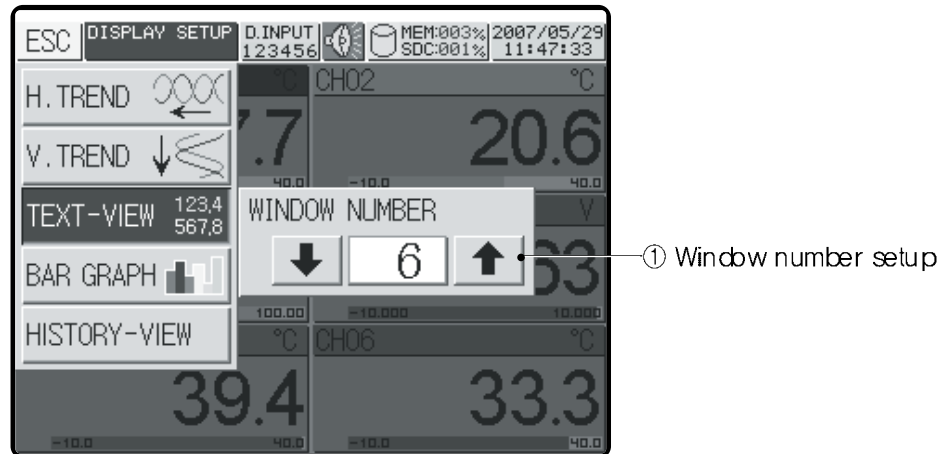 ESC DISPLAY SETUP D.INPUT 123456 MEM:003% SDC:001% 2007/05/29 11:47:33
H.TREND
°C CH02 °C
7.7 20.6
V.TREND
40.0 -10.0 40.0
TEXT-VIEW 123,4 567,8
WINDOW NUMBER
V
6
① Window number setup
63
BAR GRAPH
100.00 -10.000 10.000
HISTORY-VIEW
°C CH06 °C
39.4 33.3
-10.0 40.0 -10.0 40.0